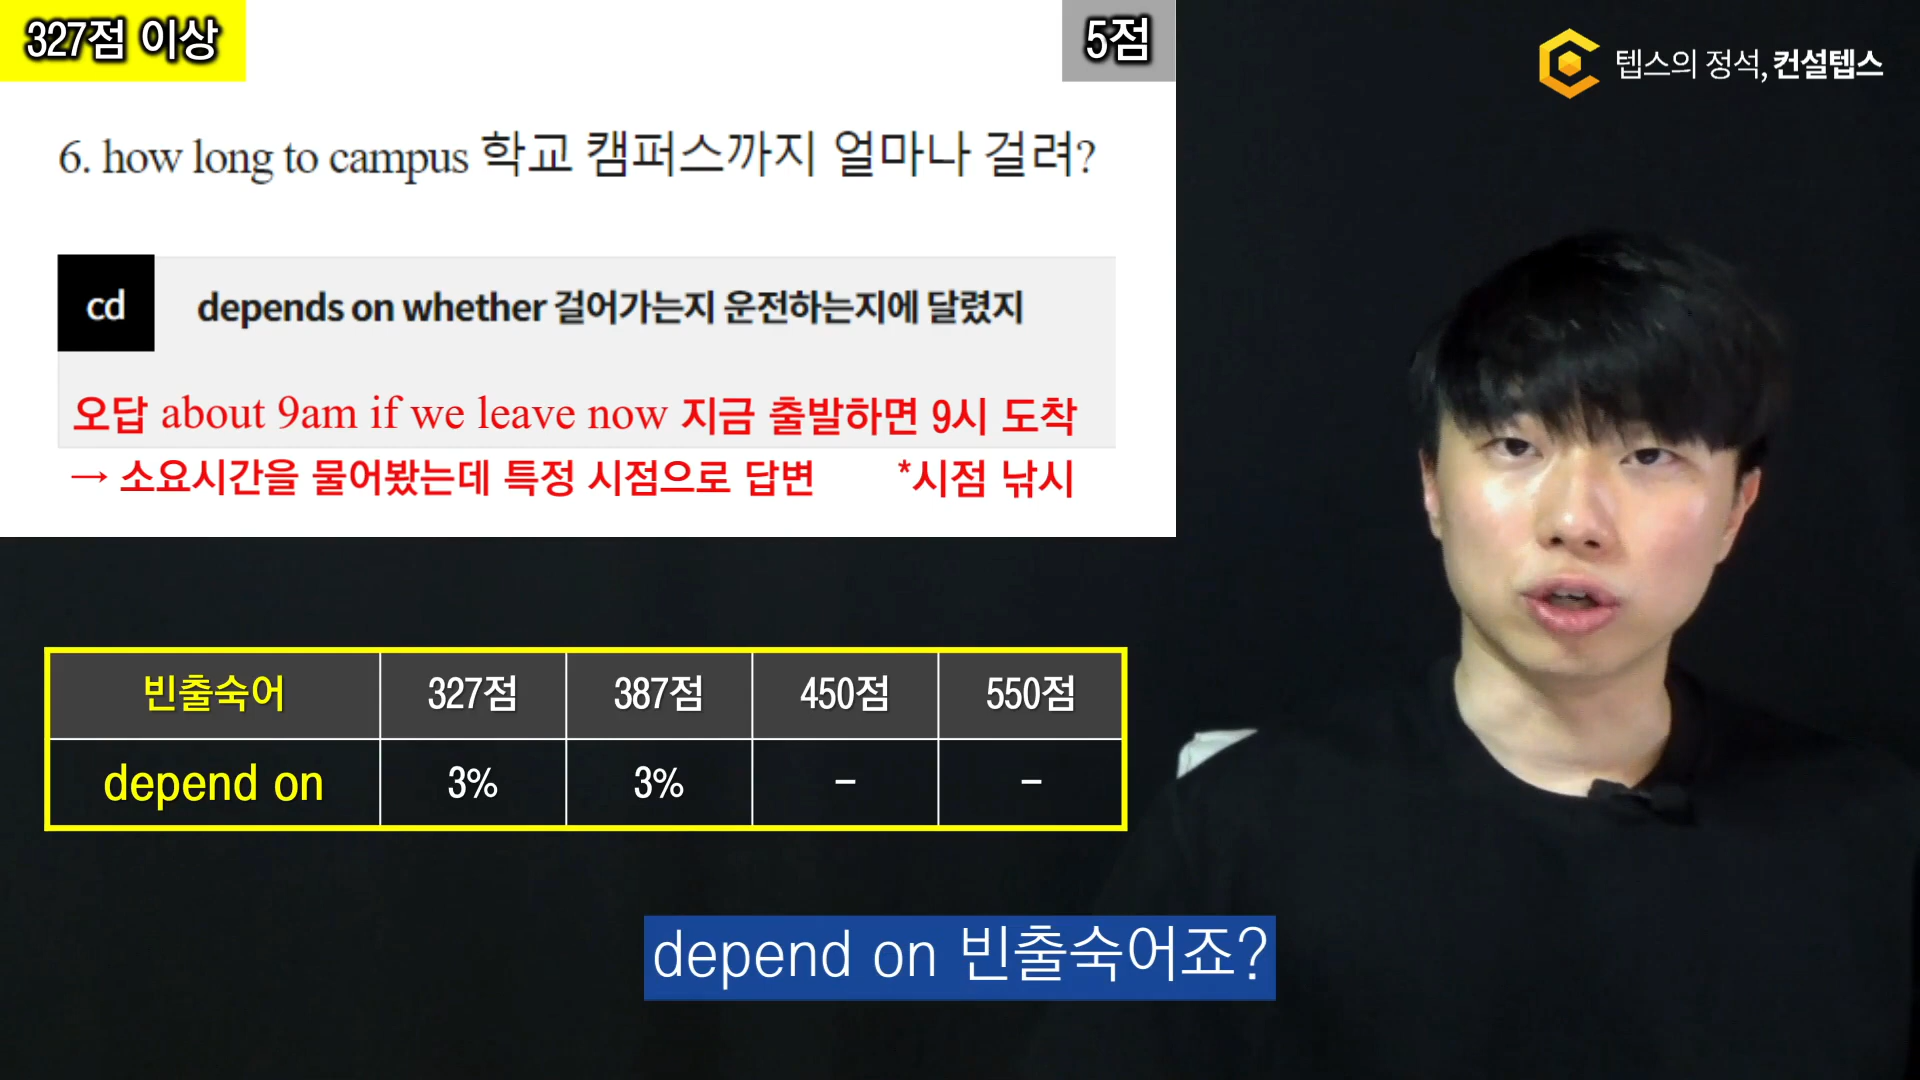 327점 이상
5점
텝스의 정석, 컨설텝스
6. how long to campus 학교 캠퍼스까지 얼마나 걸려?
cd
depends on whether 걸어가는지 운전하는지에 달렸지
오답 about 9am if we leave now 지금 출발하면 9시 도착
→ 소요시간을 물어봤는데 특정 시점으로 답변 *시점 낚시
빈출숙어 327점 387점 450점 550점
depend on 3% 3% – –
depend on 빈출숙어죠?